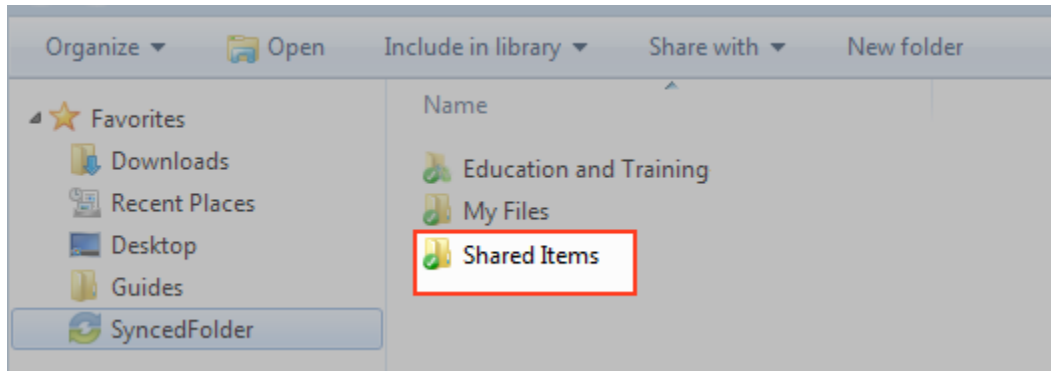 Organize Open Include in library Share with New folder
Favorites
Downloads
Recent Places
Desktop
Guides
SyncedFolder
Name
Education and Training
My Files
Shared Items